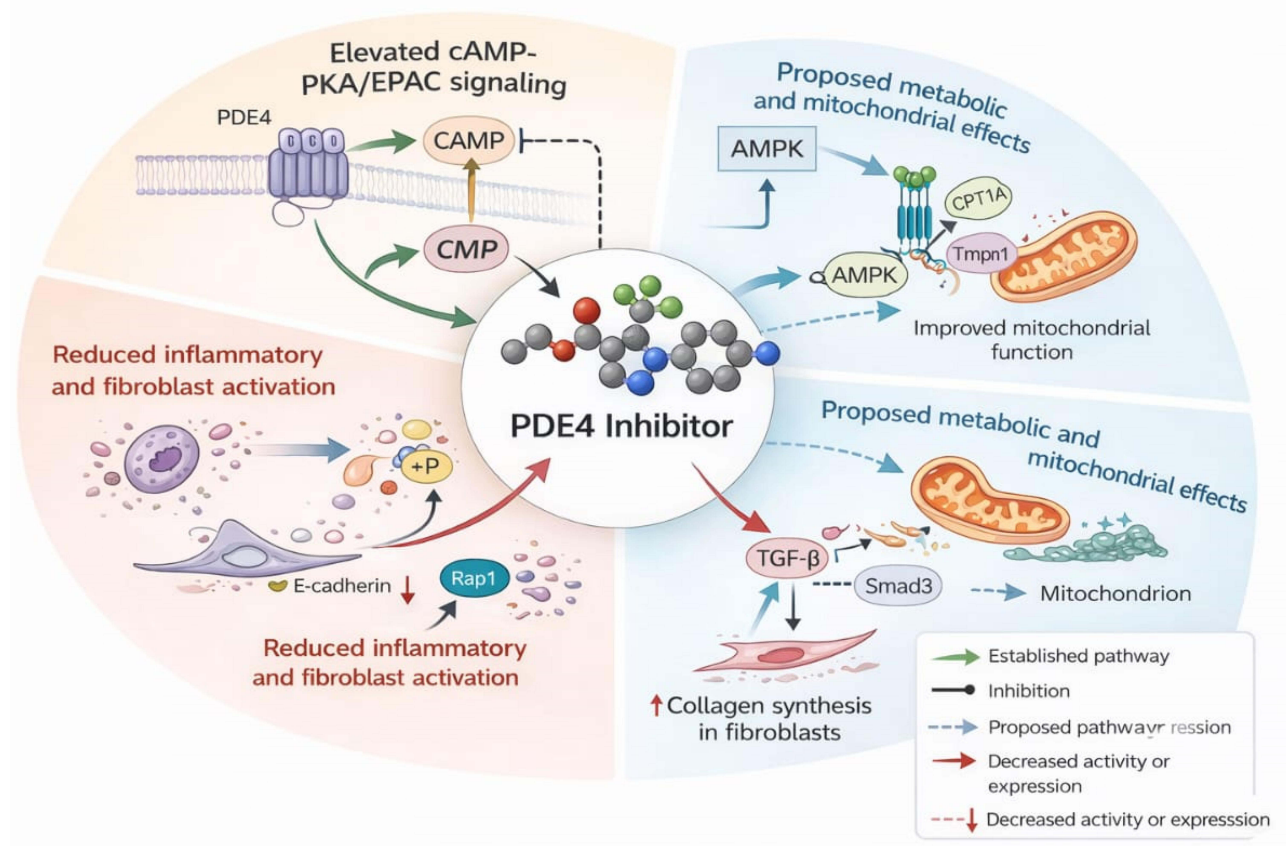 Elevated cAMP-
PKA/EPAC signaling
PDE4
CAMP
CMP
Proposed metabolic
and mitochondrial effects
AMPK
CPT1A
Tmpn1
AMPK
Improved mitochondrial
function
Reduced inflammatory
and fibroblast activation
+P
E-cadherin
Rap1
Reduced inflammatory
and fibroblast activation
PDE4 Inhibitor
Proposed metabolic and
mitochondrial effects
TGF-β
Smad3
Mitochondrion
Collagen synthesis
in fibroblasts
Established pathway
Inhibition
Proposed ression
Decreased activity or
expression
Decreased activity or expresssion